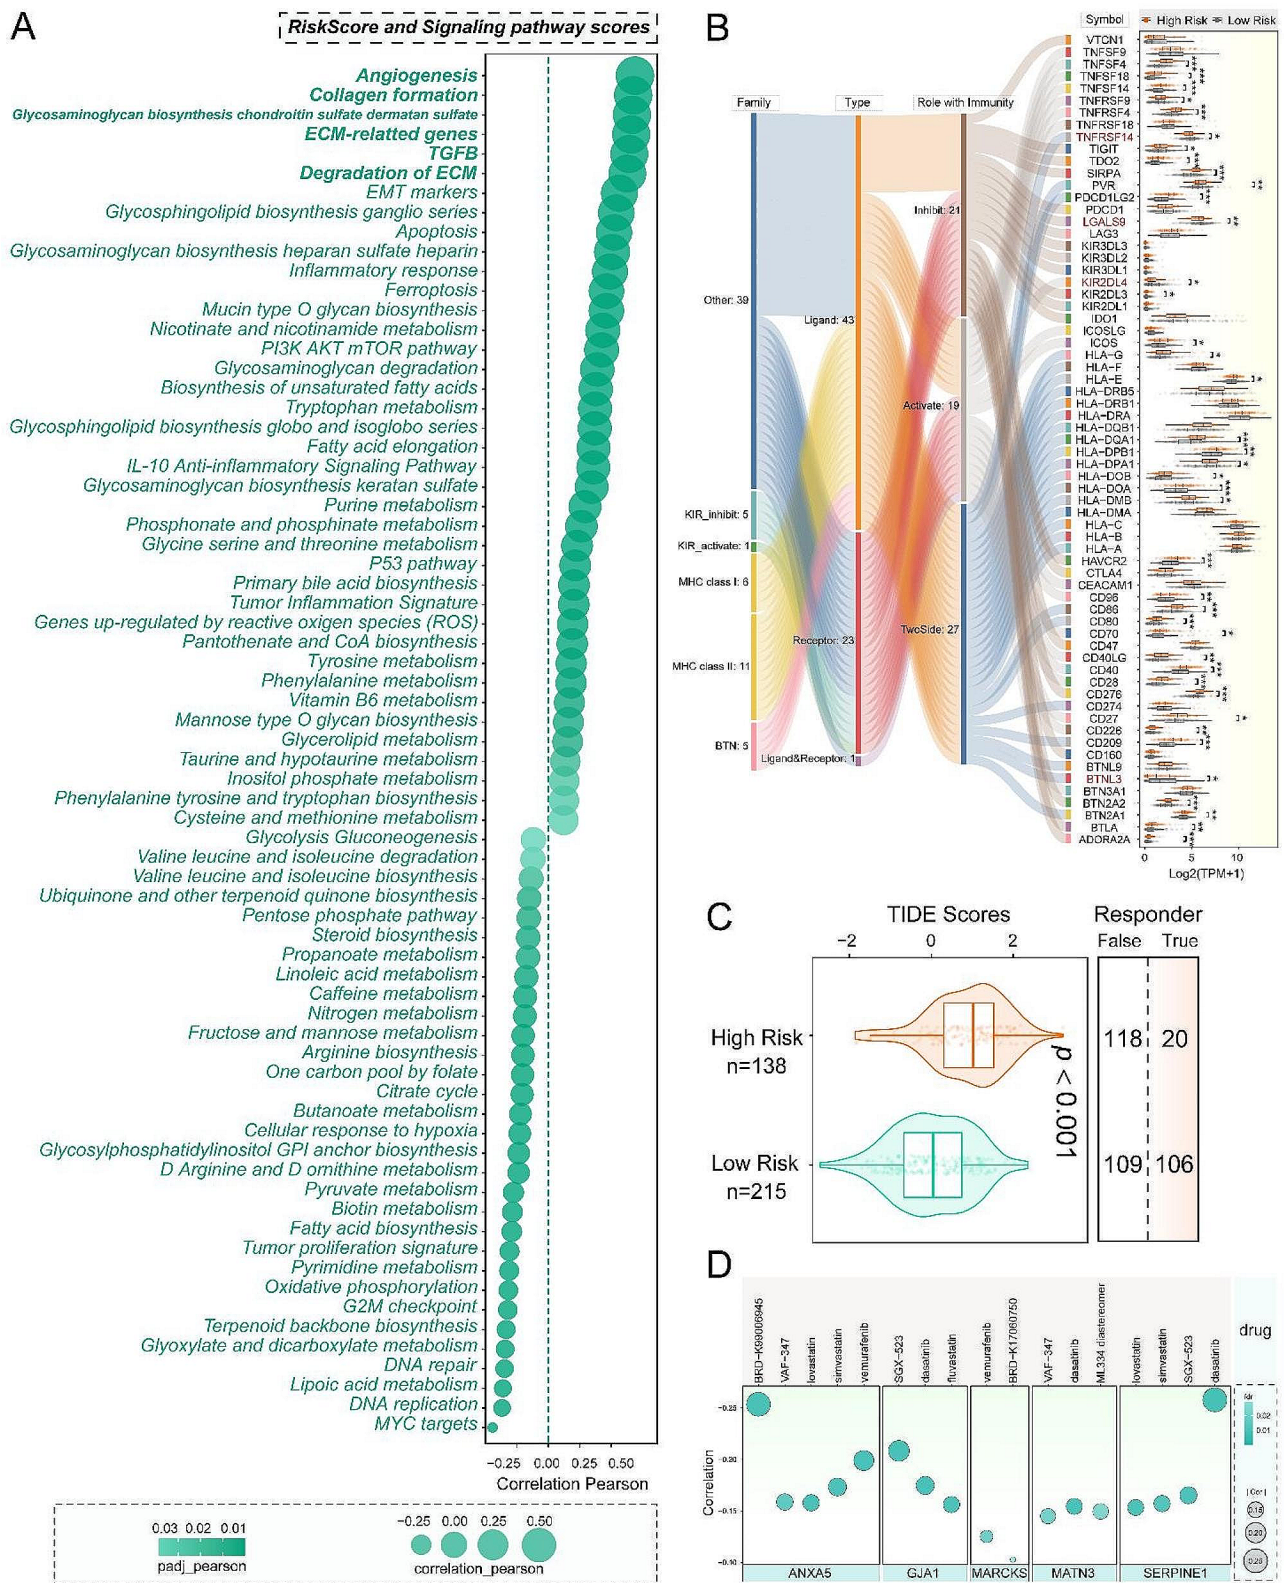 A
RiskScore and Signaling pathway scores
Angiogenesis
Collagen formation
Glycosaminoglycan biosynthesis chondroitin sulfate dermatan sulfate
ECM-relatted genes
TGFB
Degradation of ECM
EMT markers
Glycosphingolipid biosynthesis ganglio series
Apoptosis
Glycosaminoglycan biosynthesis heparan sulfate heparin
Inflammatory response
Ferroptosis
Mucin type O glycan biosynthesis
Nicotinate and nicotinamide metabolism
PI3K AKT mTOR pathway
Glycosaminoglycan degradation
Biosynthesis of unsaturated fatty acids
Tryptophan metabolism
Glycosphingolipid biosynthesis globo and isoglobo series
Fatty acid elongation
IL-10 Anti-inflammatory Signaling Pathway
Glycosaminoglycan biosynthesis keratan sulfate
Purine metabolism
Phosphonate and phosphinate metabolism
Glycine serine and threonine metabolism
P53 pathway
Primary bile acid biosynthesis
Tumor Inflammation Signature
Genes up-regulated by reactive oxigen species (ROS)
Pantothenate and CoA biosynthesis
Tyrosine metabolism
Phenylalanine metabolism
Vitamin B6 metabolism
Mannose type O glycan biosynthesis
Glycerolipid metabolism
Taurine and hypotaurine metabolism
Inositol phosphate metabolism
Phenylalanine tyrosine and tryptophan biosynthesis
Cysteine and methionine metabolism
Glycolysis Gluconeogenesis
Valine leucine and isoleucine degradation
Valine leucine and isoleucine biosynthesis
Ubiquinone and other terpenoid quinone biosynthesis
Pentose phosphate pathway
Steroid biosynthesis
Propanoate metabolism
Linoleic acid metabolism
Caffeine metabolism
Nitrogen metabolism
Fructose and mannose metabolism
Arginine biosynthesis
One carbon pool by folate
Citrate cycle
Butanoate metabolism
Cellular response to hypoxia
Glycosylphosphatidylinositol GPI anchor biosynthesis
D Arginine and D ornithine metabolism
Pyruvate metabolism
Biotin metabolism
Fatty acid biosynthesis
Tumor proliferation signature
Pyrimidine metabolism
Oxidative phosphorylation
G2M checkpoint
Terpenoid backbone biosynthesis
Glyoxylate and dicarboxylate metabolism
DNA repair
Lipoic acid metabolism
DNA replication
MYC targets
−0.25 0.00 0.25 0.50
Correlation Pearson
0.03 0.02 0.01
padj_pearson
−0.25 0.00 0.25 0.50
correlation_pearson
B
Family
Type
Role with Immunity
Symbol
High Risk Low Risk
Other: 39
KIR_inhibit: 5
KIR_activate: 1
MHC class I: 6
MHC class II: 11
BTN: 5
Ligand: 43
Receptor: 23
Ligand&Receptor: 1
Inhibit: 21
Activate: 19
TwoSide: 27
VTCN1
TNFSF9
TNFSF4
TNFSF18
TNFSF14
TNFRSF9
TNFRSF4
TNFRSF18
TNFRSF14
TIGIT
TDO2
SIRPA
PVR
PDCD1LG2
PDCD1
LGALS9
LAG3
KIR3DL3
KIR3DL2
KIR3DL1
KIR2DL4
KIR2DL3
KIR2DL1
IDO1
ICOSLG
ICOS
HLA-G
HLA-F
HLA-E
HLA-DRB5
HLA-DRB1
HLA-DRA
HLA-DQB1
HLA-DQA1
HLA-DPB1
HLA-DPA1
HLA-DOB
HLA-DOA
HLA-DMB
HLA-DMA
HLA-C
HLA-B
HLA-A
HAVCR2
CTLA4
CEACAM1
CD96
CD86
CD80
CD70
CD47
CD40LG
CD40
CD28
CD276
CD274
CD27
CD226
CD209
CD160
BTNL9
BTNL3
BTN3A1
BTN2A2
BTN2A1
BTLA
ADORA2A
0 5 10
Log2(TPM+1)
C
TIDE Scores
Responder
−2 0 2
False True
High Risk
n=138
118 20
p < 0.001
Low Risk
n=215
109 106
D
BRD-K99006945
VAF-347
lovastatin
simvastatin
vemurafenib
SGX-523
dasatinib
fluvastatin
vemurafenib
BRD-K17060750
VAF-347
dasatinib
ML334 diastereomer
lovastatin
simvastatin
SGX-523
dasatinib
drug
Correlation
−0.25
−0.20
−0.15
−0.10
ANXA5 GJA1 MARCKS MATN3 SERPINE1
fdr
0.02
0.01
| Cor |
0.15
0.20
0.25